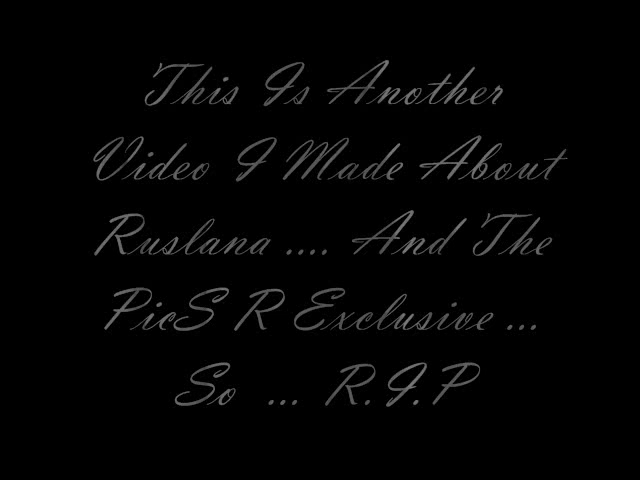 This Is Another
Video I Made About
Ruslana .... And The
PicS R Exclusive ...
So ... R.I.P